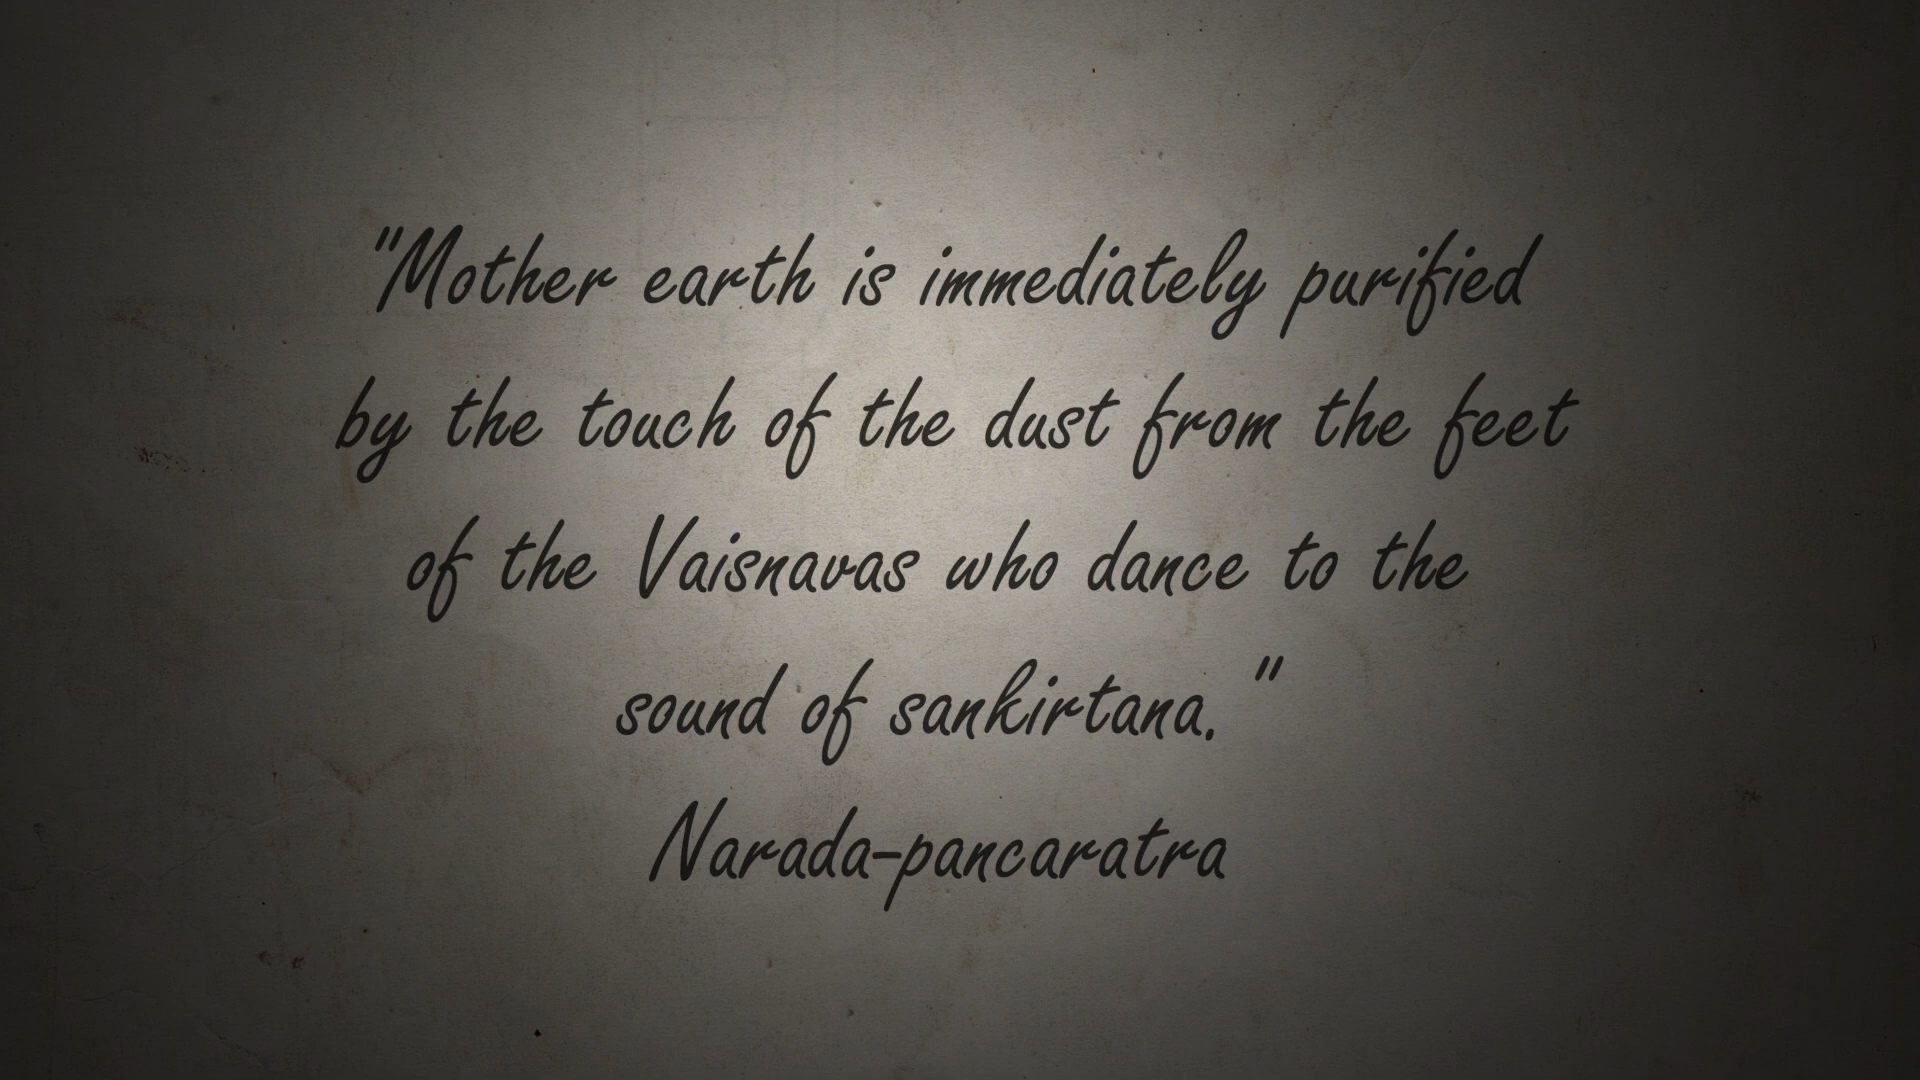 "Mother earth is immediately purified
by the touch of the dust from the feet
of the Vaisnavas who dance to the
sound of sankirtana."
Narada-pancaratra